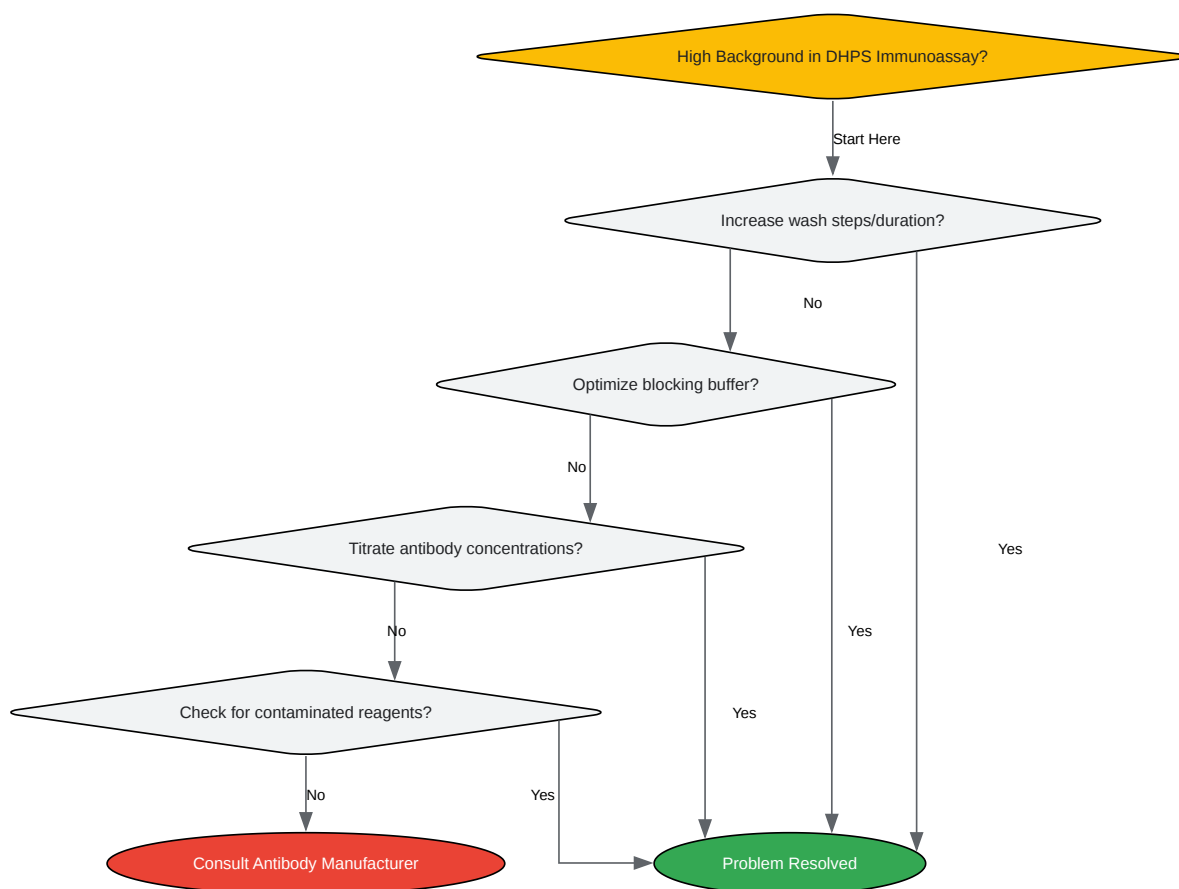 High Background in DHPS Immunoassay?
Start Here
Increase wash steps/duration?
No
Optimize blocking buffer?
No
Titrate antibody concentrations?
Yes
No
Yes
Check for contaminated reagents?
Yes
No
Yes
Consult Antibody Manufacturer
Problem Resolved